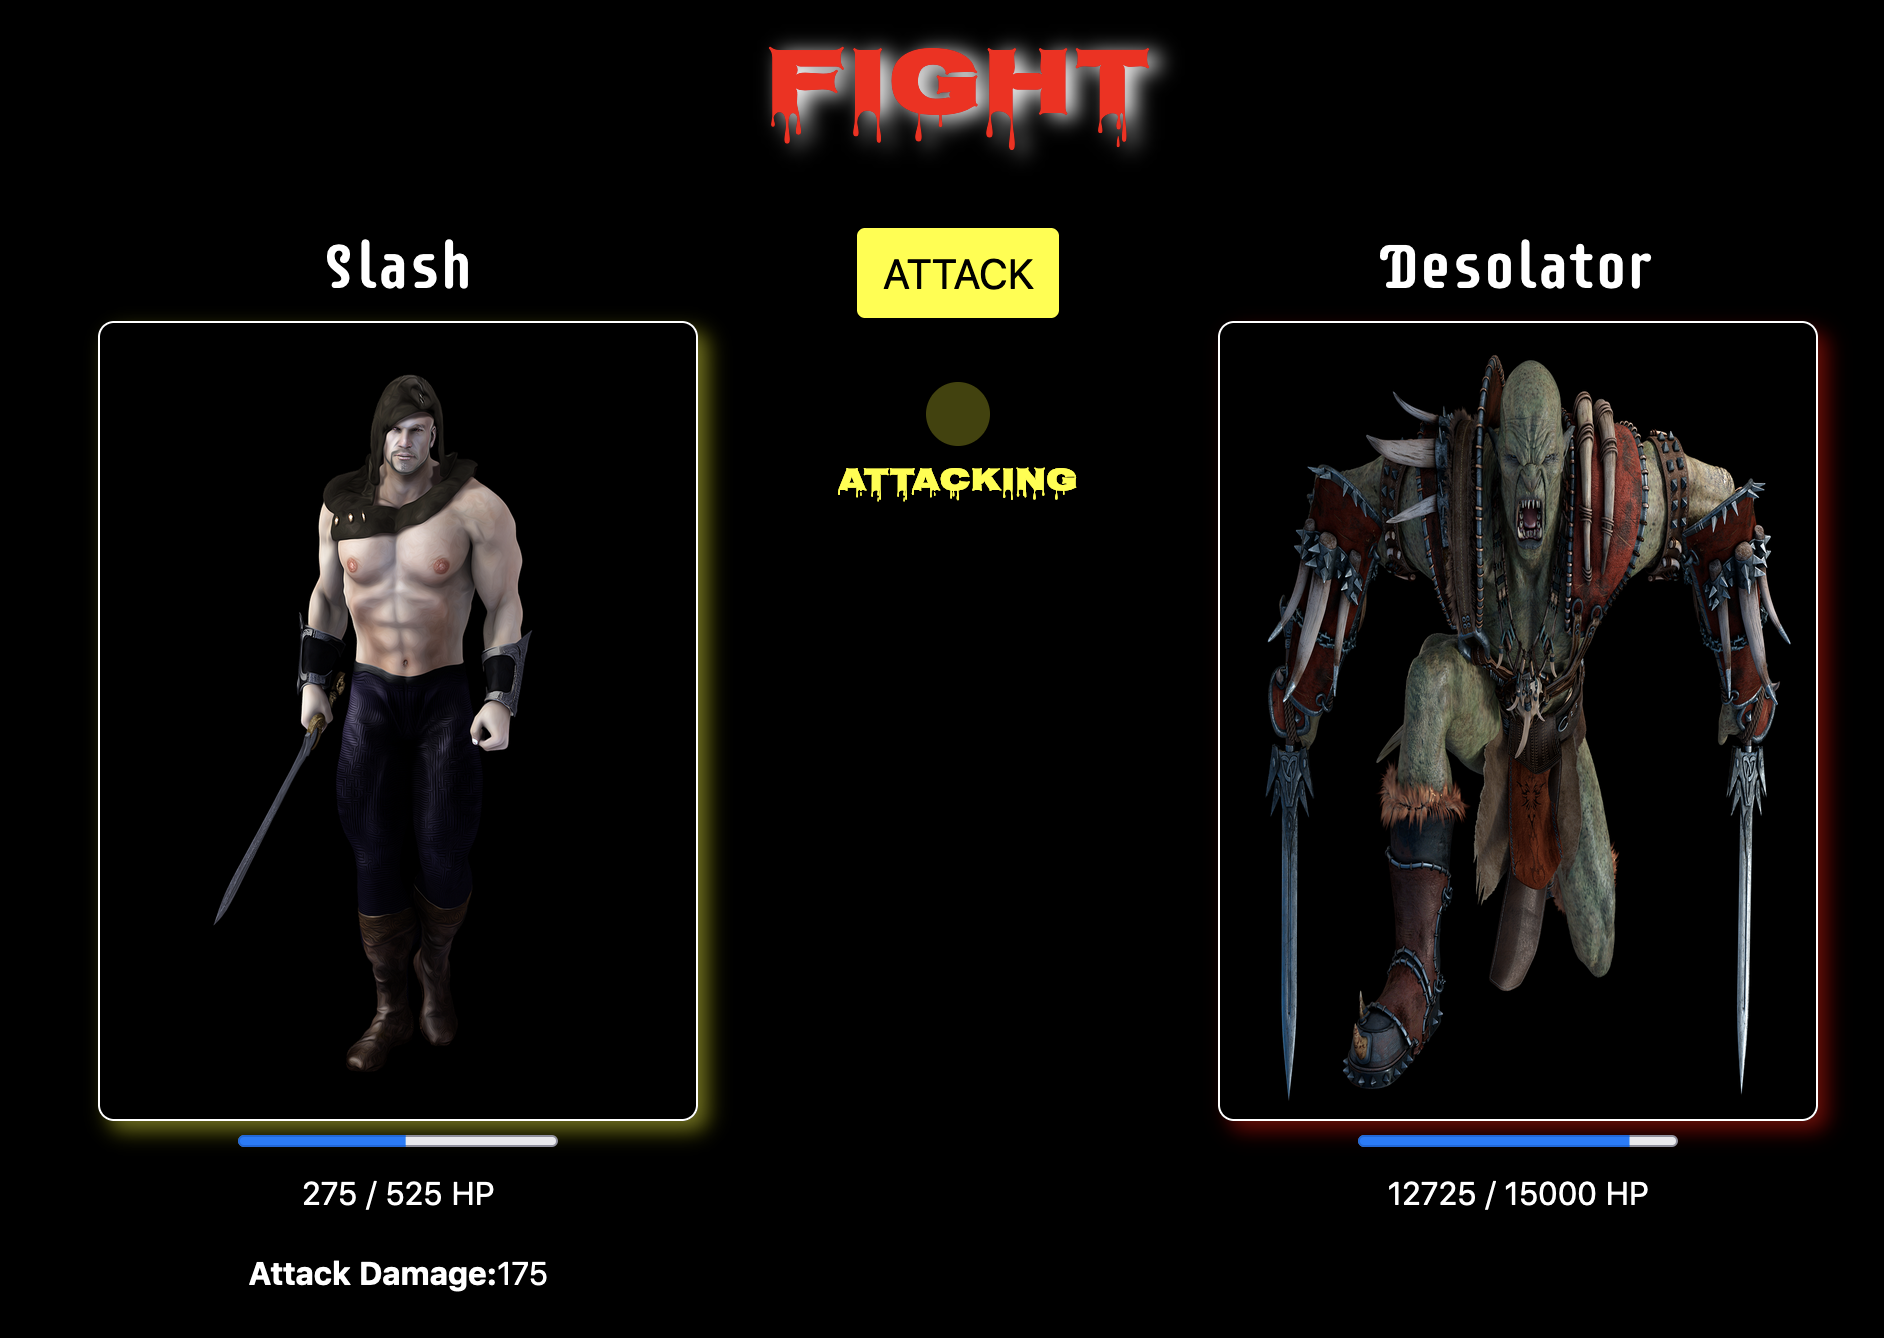 FIGHT
Slash
ATTACK
Desolator
ATTACKING
275 / 525 HP
12725 / 15000 HP
Attack Damage:175